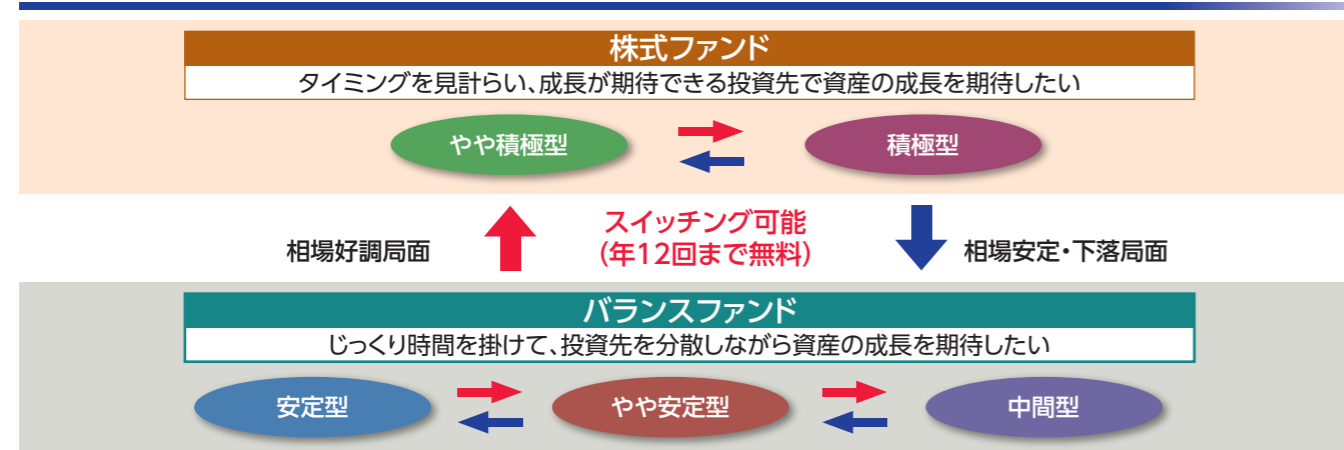 株式ファンド
タイミングを見計らい、成長が期待できる投資先で資産の成長を期待したい
やや積極型
積極型
相場好調局面
スイッチング可能
(年12回まで無料)
相場安定・下落局面
バランスファンド
じっくり時間を掛けて、投資先を分散しながら資産の成長を期待したい
安定型
やや安定型
中間型